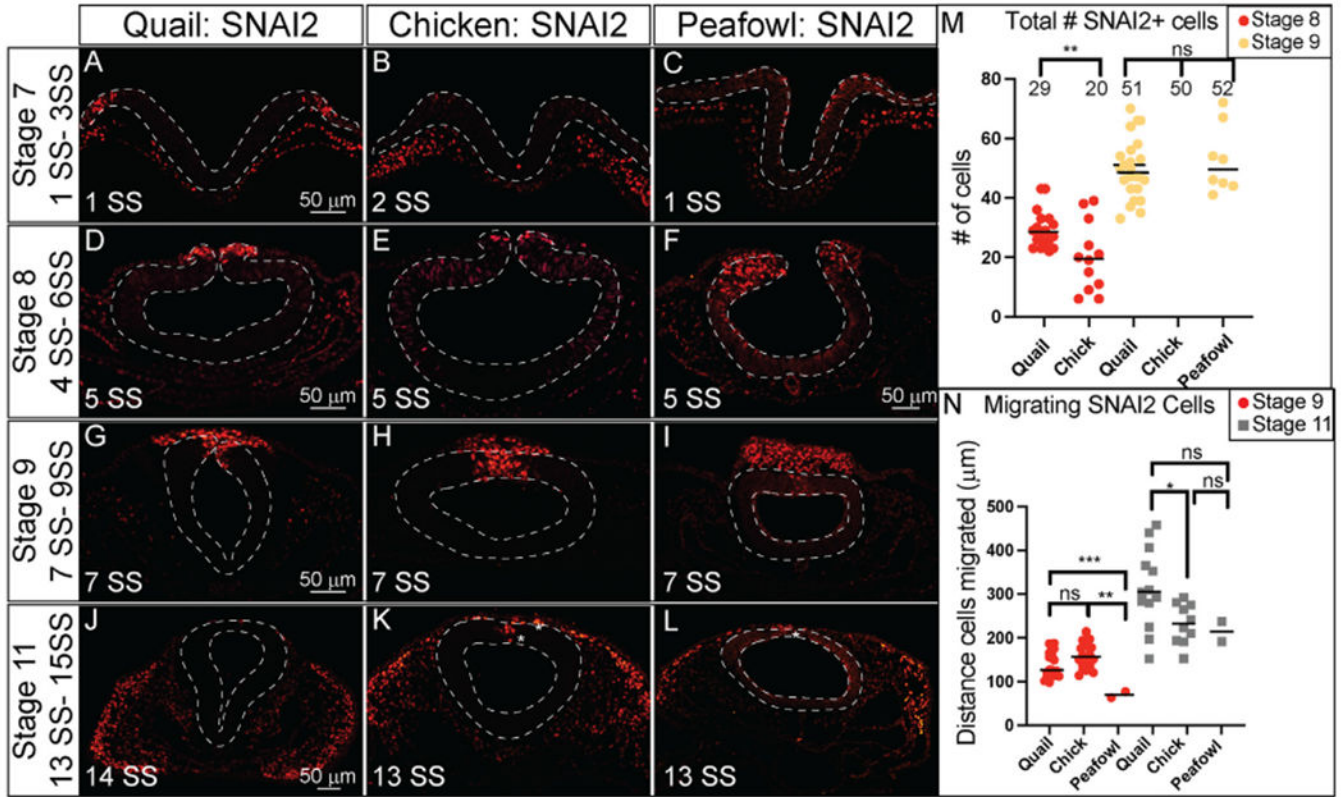 Quail: SNAI2
Chicken: SNAI2
Peafowl: SNAI2
Stage 7
1 SS- 3SS
A
1 SS
50 μm
B
2 SS
C
1 SS
Stage 8
4 SS- 6SS
D
5 SS
50 μm
E
5 SS
F
5 SS
50 μm
Stage 9
7 SS- 9SS
G
7 SS
50 μm
H
7 SS
I
7 SS
Stage 11
13 SS- 15SS
J
14 SS
50 μm
K
*
*
13 SS
L
*
13 SS
M Total # SNAI2+ cells
Stage 8
Stage 9
** ns
29 20 51 50 52
# of cells
80
60
40
20
0
Quail Chick Quail Chick Peafowl
N Migrating SNAI2 Cells
Stage 9
Stage 11
ns
* ns
***
ns **
Distance cells migrated (μm)
500
400
300
200
100
0
Quail Chick Peafowl Quail Chick Peafowl